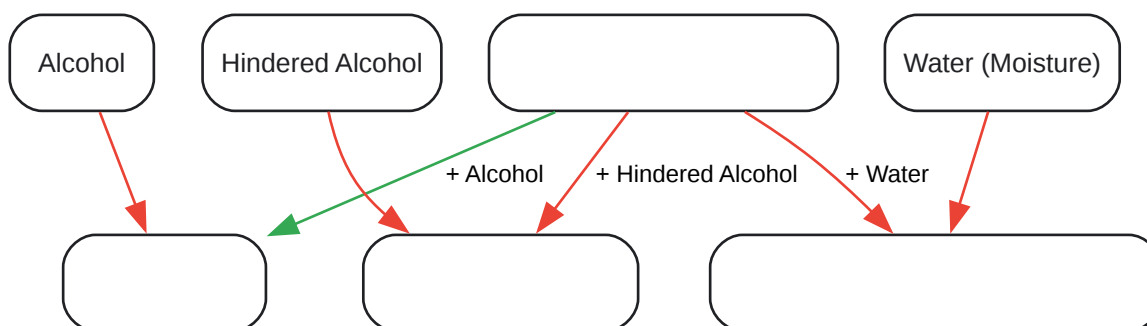 Alcohol
Hindered Alcohol
Water (Moisture)
+ Alcohol
+ Hindered Alcohol
+ Water